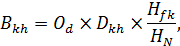 B_{kh} = O_d × D_{kh} × \frac{H_{fk}}{H_N},